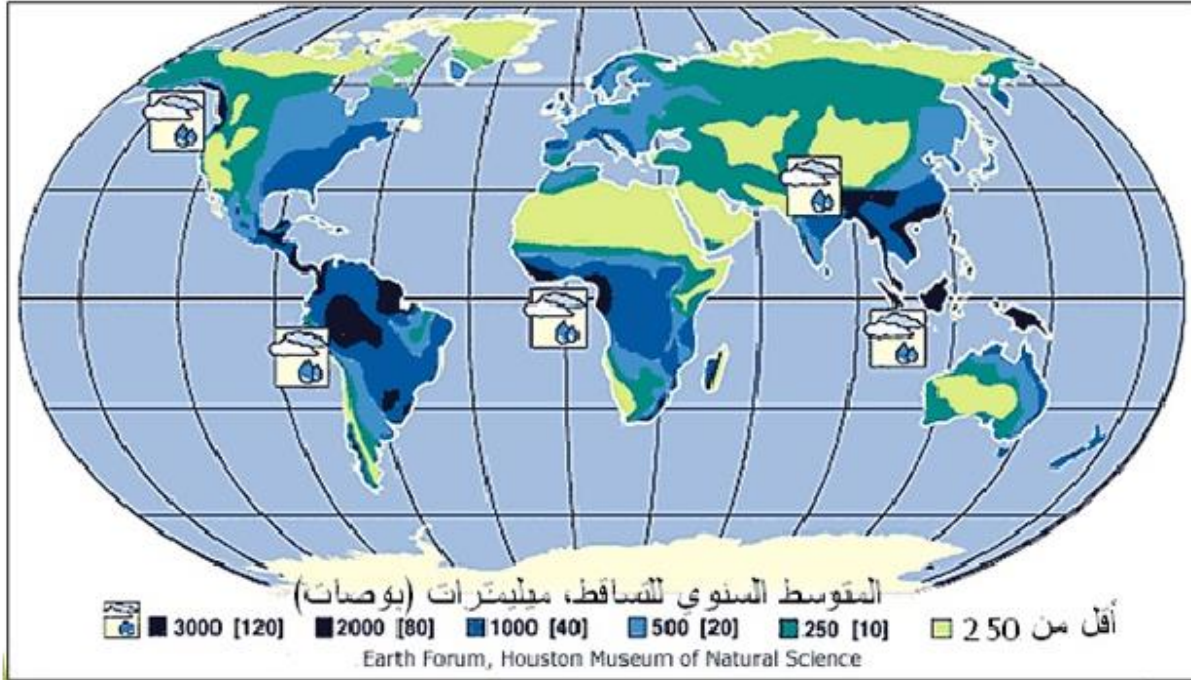 المتوسط السنوي للتساقط، ميليمترات (بوصات)
3000 [120] 2000 [80] 1000 [40] 500 [20] 250 [10] أقل من 250
Earth Forum, Houston Museum of Natural Science